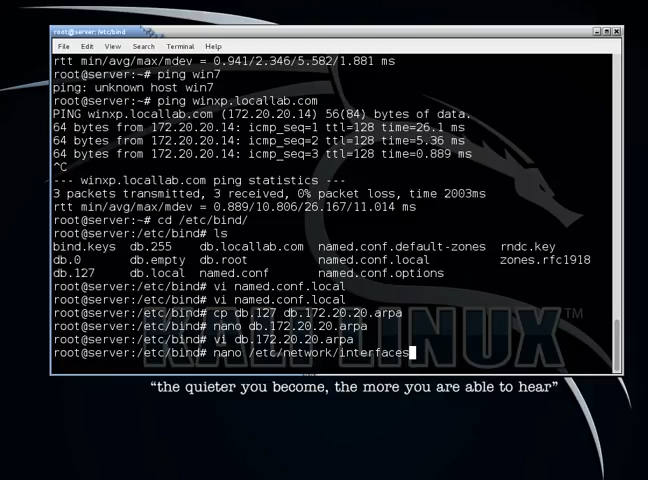 root@server: /etc/bind
File Edit View Search Terminal Help
rtt min/avg/max/mdev = 0.941/2.346/5.582/1.881 ms
root@server:~# ping win7
ping: unknown host win7
root@server:~# ping winxp.locallab.com
PING winxp.locallab.com (172.20.20.14) 56(84) bytes of data.
64 bytes from 172.20.20.14: icmp_seq=1 ttl=128 time=26.1 ms
64 bytes from 172.20.20.14: icmp_seq=2 ttl=128 time=5.36 ms
64 bytes from 172.20.20.14: icmp_seq=3 ttl=128 time=0.889 ms
^C
--- winxp.locallab.com ping statistics ---
3 packets transmitted, 3 received, 0% packet loss, time 2003ms
rtt min/avg/max/mdev = 0.889/10.806/26.167/11.014 ms
root@server:~# cd /etc/bind/
root@server:/etc/bind# ls
bind.keys db.255 db.locallab.com named.conf.default-zones rndc.key
db.0 db.empty db.root named.conf.local zones.rfc1918
db.127 db.local named.conf named.conf.options
root@server:/etc/bind# vi named.conf.local
root@server:/etc/bind# vi named.conf.local
root@server:/etc/bind# cp db.127 db.172.20.20.arpa
root@server:/etc/bind# nano db.172.20.20.arpa
root@server:/etc/bind# vi db.172.20.20.arpa
root@server:/etc/bind# nano /etc/network/interfaces
KALI LINUX™
“the quieter you become, the more you are able to hear”